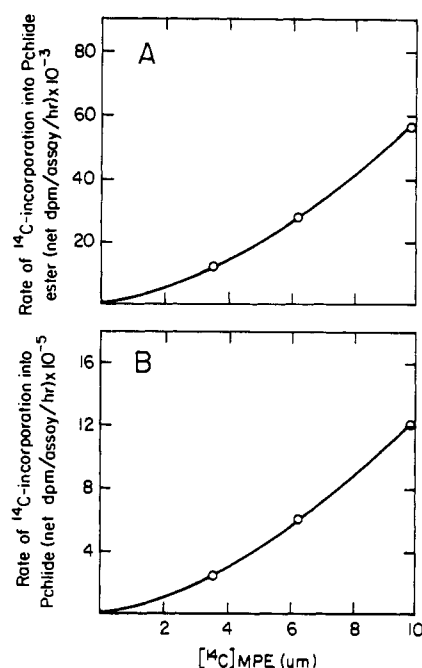 Rate of ¹⁴C-incorporation into Pchlide
ester (net dpm/assay/hr)×10⁻³
80
60
40
20
A
Rate of ¹⁴C-incorporation into
Pchlide (net dpm/assay/hr)×10⁻⁵
16
12
8
4
B
2
4
6
8
10
[¹⁴C]MPE (um)